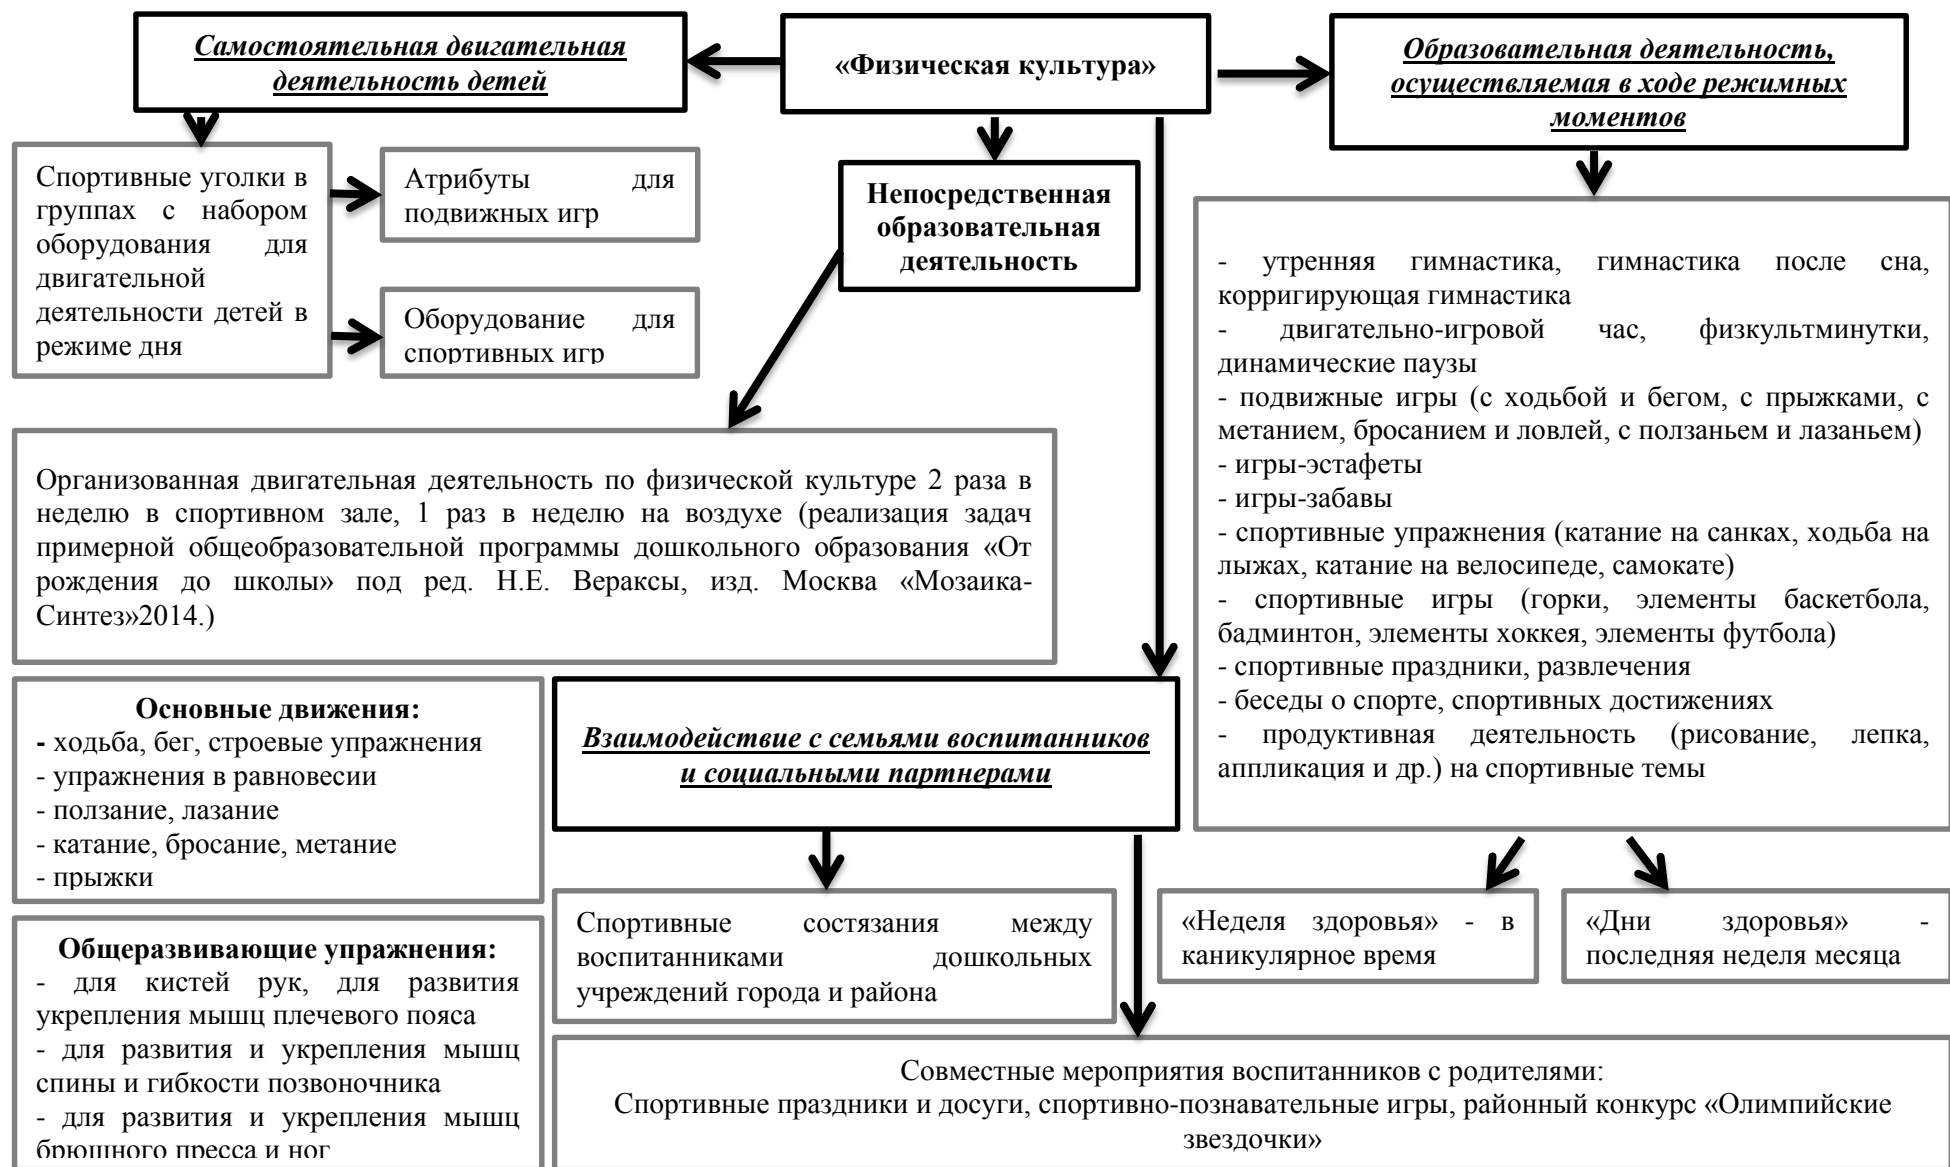 Самостоятельная двигательная
деятельность детей
«Физическая культура»
Образовательная деятельность,
осуществляемая в ходе режимных
моментов
Спортивные уголки в
группах с набором
оборудования для
двигательной
деятельности детей в
режиме дня
Атрибуты для
подвижных игр
Оборудование для
спортивных игр
Непосредственная
образовательная
деятельность
- утренняя гимнастика, гимнастика после сна,
корригирующая гимнастика
- двигательно-игровой час, физкультминутки,
динамические паузы
- подвижные игры (с ходьбой и бегом, с прыжками, с
метанием, бросанием и ловлей, с ползаньем и лазаньем)
- игры-эстафеты
- игры-забавы
- спортивные упражнения (катание на санках, ходьба на
лыжах, катание на велосипеде, самокате)
- спортивные игры (горки, элементы баскетбола,
бадминтон, элементы хоккея, элементы футбола)
- спортивные праздники, развлечения
- беседы о спорте, спортивных достижениях
- продуктивная деятельность (рисование, лепка,
аппликация и др.) на спортивные темы
Организованная двигательная деятельность по физической культуре 2 раза в
неделю в спортивном зале, 1 раз в неделю на воздухе (реализация задач
примерной общеобразовательной программы дошкольного образования «От
рождения до школы» под ред. Н.Е. Вераксы, изд. Москва «Мозаика-
Синтез»2014.)
Основные движения:
- ходьба, бег, строевые упражнения
- упражнения в равновесии
- ползание, лазание
- катание, бросание, метание
- прыжки
Взаимодействие с семьями воспитанников
и социальными партнерами
Общеразвивающие упражнения:
- для кистей рук, для развития
укрепления мышц плечевого пояса
- для развития и укрепления мышц
спины и гибкости позвоночника
- для развития и укрепления мышц
брюшного пресса и ног
Спортивные состязания между
воспитанниками дошкольных
учреждений города и района
«Неделя здоровья» - в
каникулярное время
«Дни здоровья» -
последняя неделя месяца
Совместные мероприятия воспитанников с родителями:
Спортивные праздники и досуги, спортивно-познавательные игры, районный конкурс «Олимпийские
звездочки»